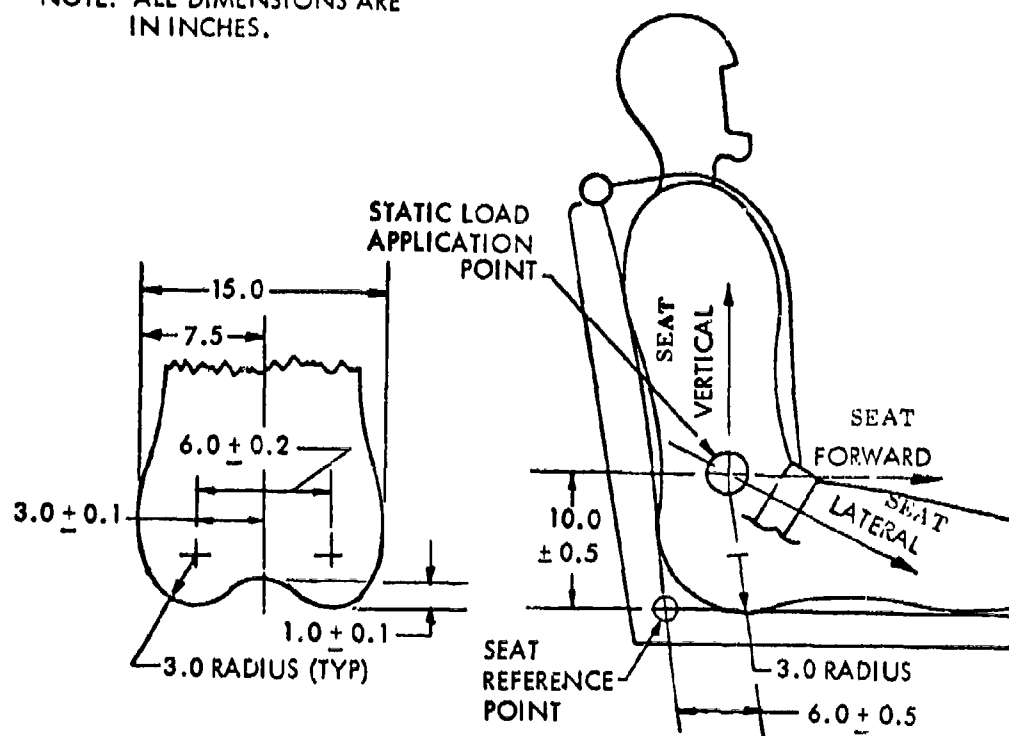 NOTE: ALL DIMENSIONS ARE
IN INCHES.
STATIC LOAD
APPLICATION
POINT
15.0
7.5
6.0 ± 0.2
3.0 ± 0.1
1.0 ± 0.1
3.0 RADIUS (TYP)
SEAT
VERTICAL
SEAT
FORWARD
SEAT
LATERAL
10.0
± 0.5
SEAT
REFERENCE
POINT
3.0 RADIUS
6.0 ± 0.5